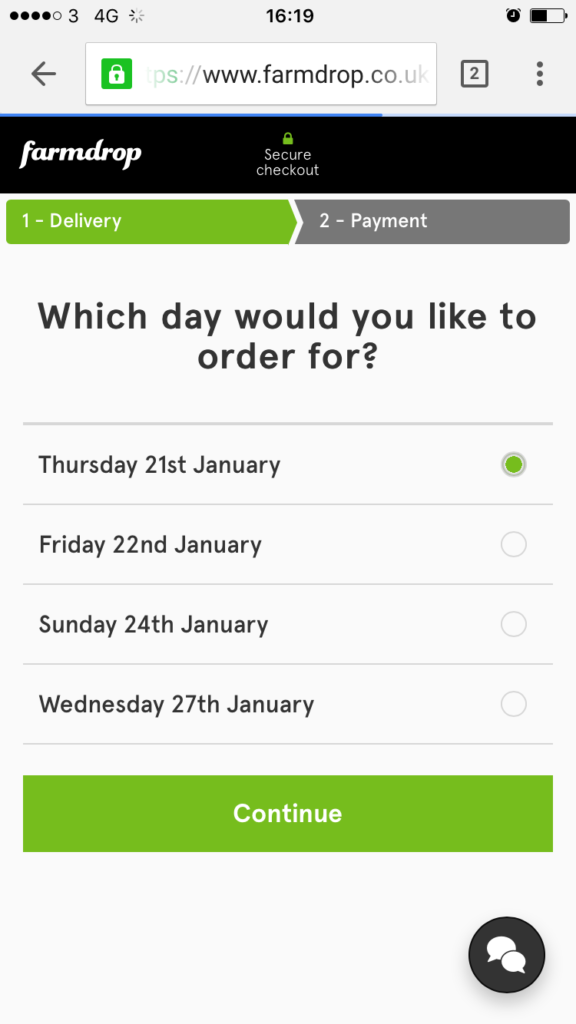 3 4G 16:19
tps://www.farmdrop.co.uk 2
farmdrop
Secure
checkout
1 - Delivery
2 - Payment
Which day would you like to
order for?
Thursday 21st January
Friday 22nd January
Sunday 24th January
Wednesday 27th January
Continue